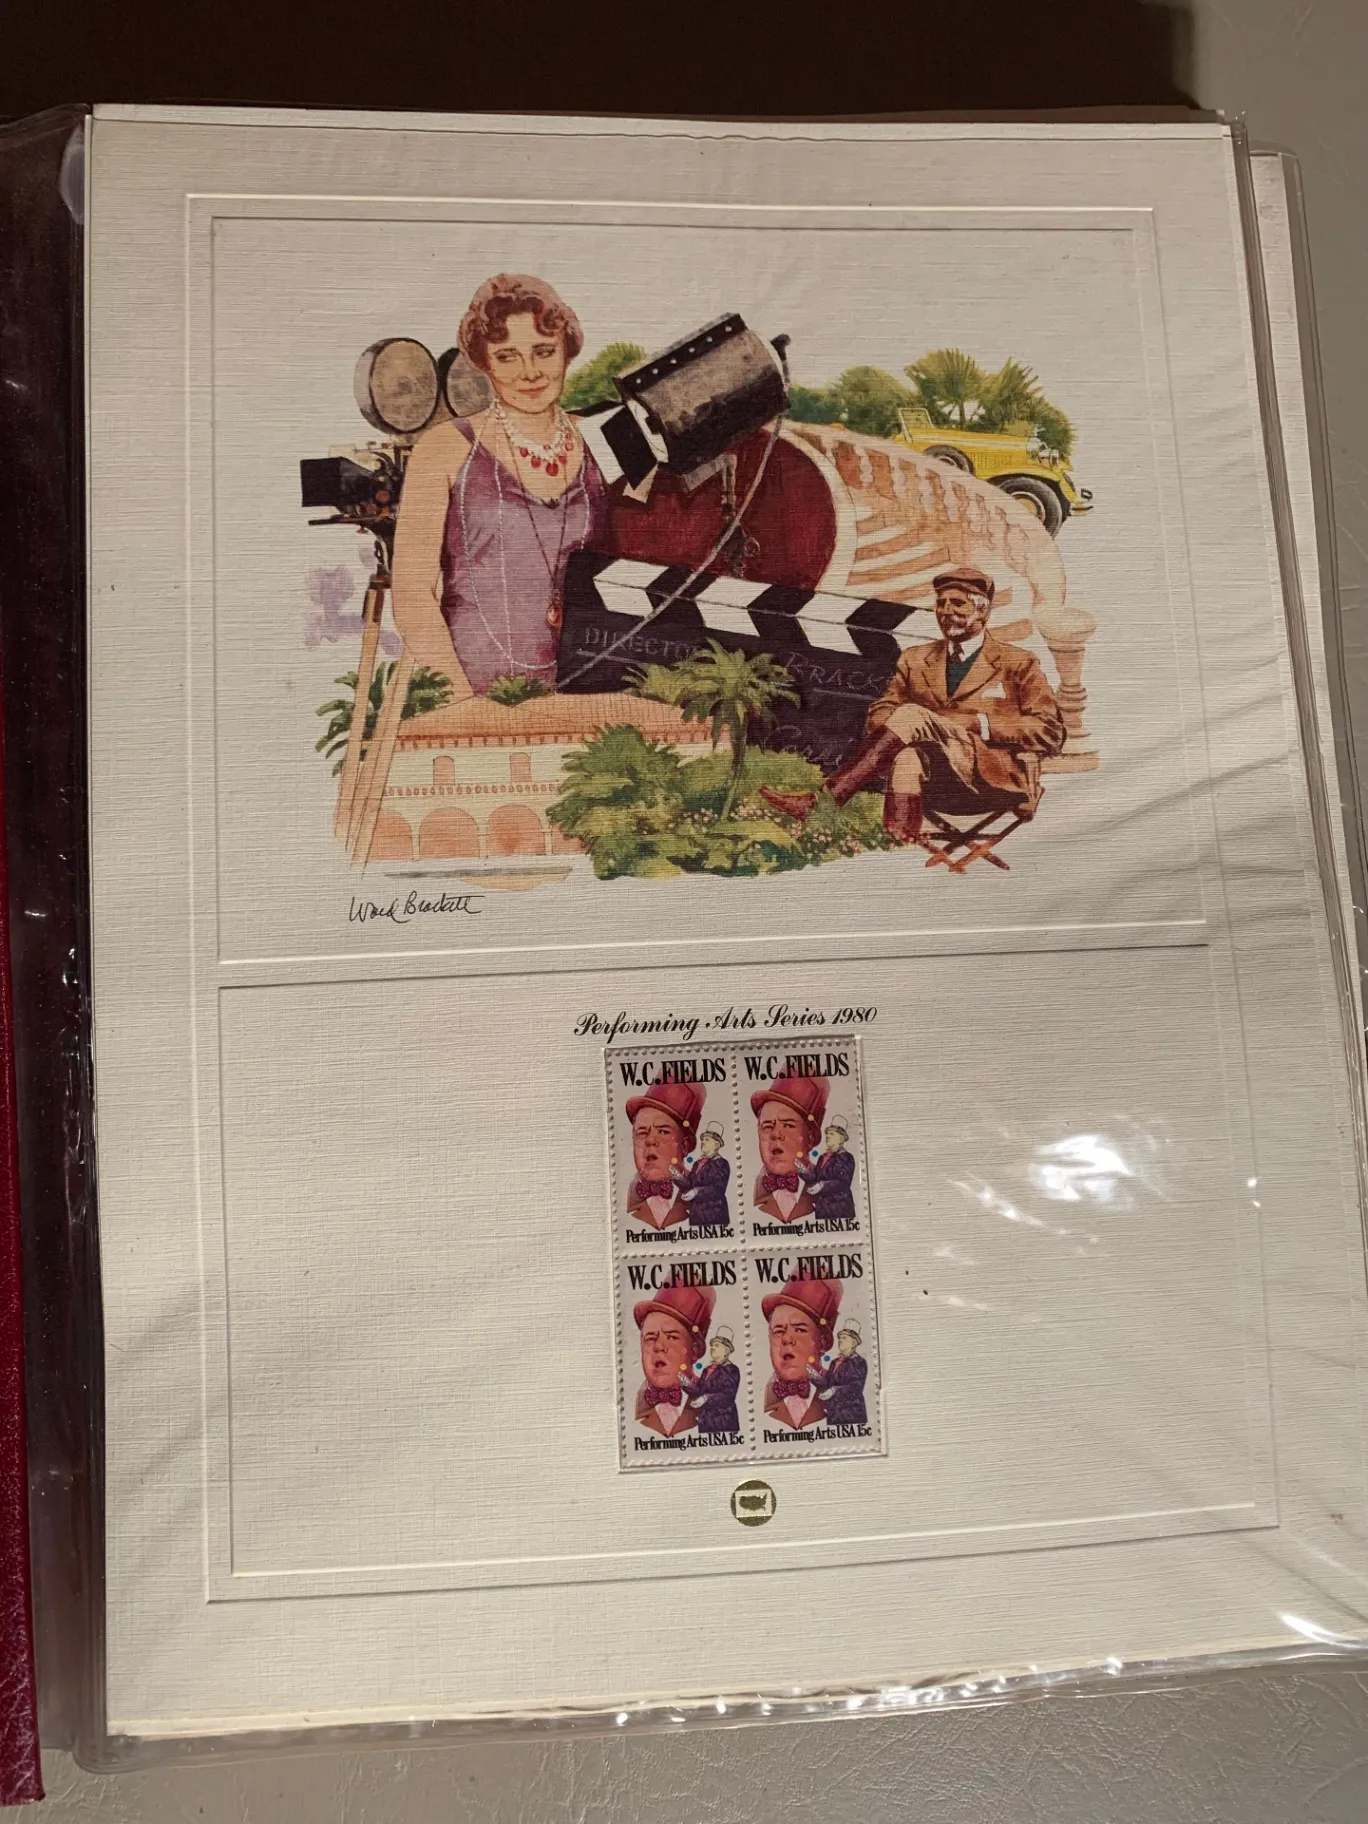 DIRECTOR
BRACK
Ward Brackett
Performing Arts Series 1980
W.C.FIELDS
Performing Arts USA 15c
W.C.FIELDS
Performing Arts USA 15c
W.C.FIELDS
Performing Arts USA 15c
W.C.FIELDS
Performing Arts USA 15c